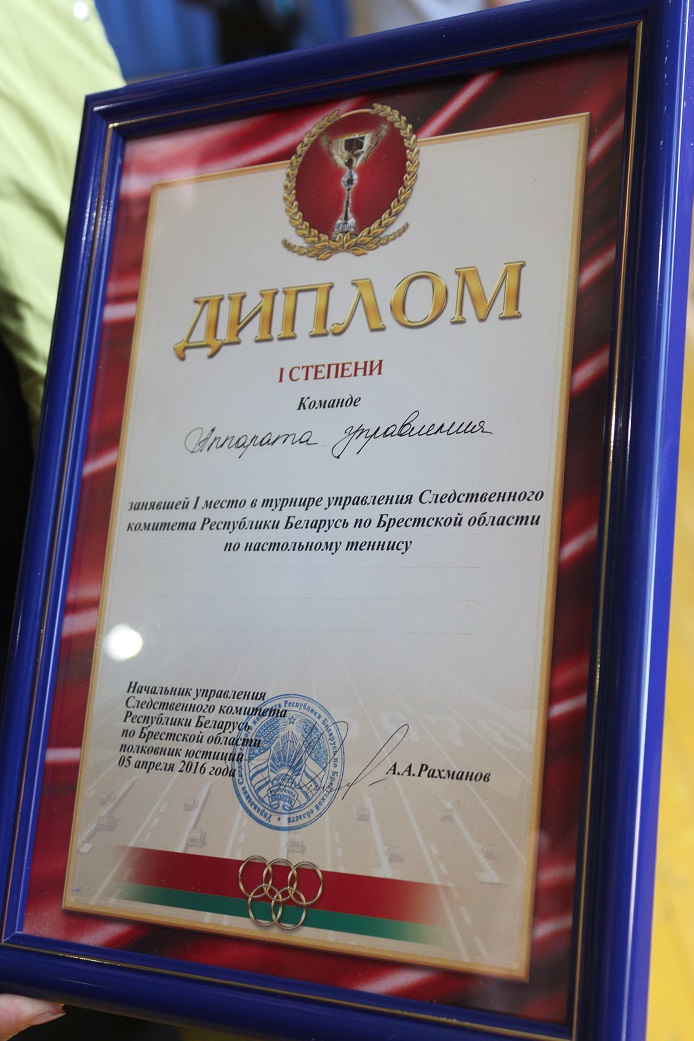 ДИПЛОМ
I СТЕПЕНИ
Команде
Аппарата управления
занявшей I место в турнире управления Следственного
комитета Республики Беларусь по Брестской области
по настольному теннису
Начальник управления
Следственного комитета
Республики Беларусь
по Брестской области
полковник юстиции
05 апреля 2016 года
А.А.Рахманов